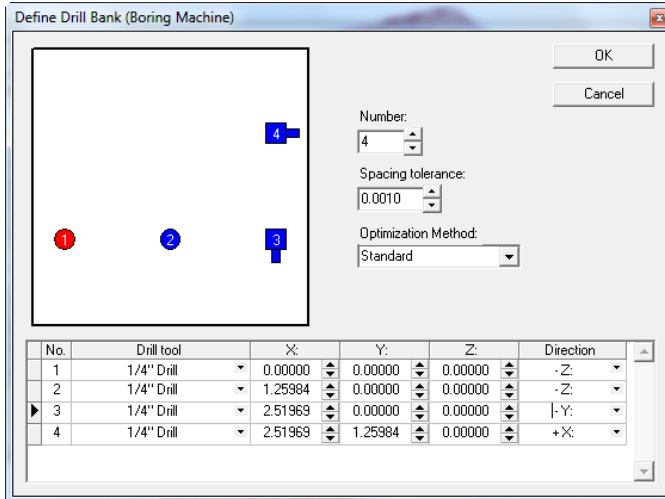 Define Drill Bank (Boring Machine)
OK
Cancel
Number:
4
Spacing tolerance:
0.0010
Optimization Method:
Standard
4
1
2
3
No. Drill tool X: Y: Z: Direction
1 1/4" Drill 0.00000 0.00000 0.00000 - Z:
2 1/4" Drill 1.25984 0.00000 0.00000 - Z:
3 1/4" Drill 2.51969 0.00000 0.00000 - Y:
4 1/4" Drill 2.51969 1.25984 0.00000 + X: